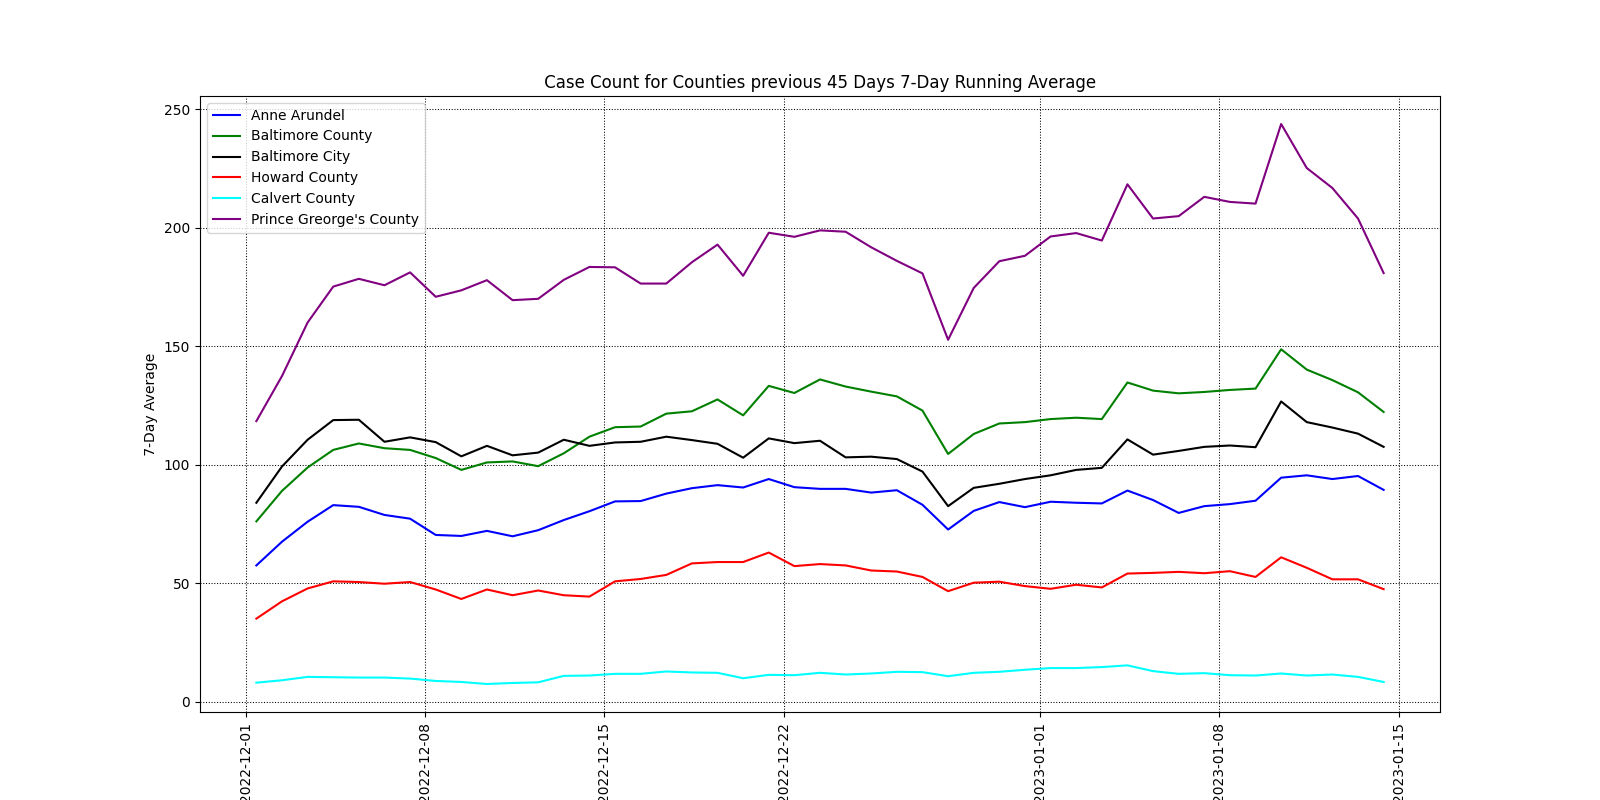 Case Count for Counties previous 45 Days 7-Day Running Average
Anne Arundel
Baltimore County
Baltimore City
Howard County
Calvert County
Prince Greorge's County
7-Day Average
250
200
150
100
50
0
2022-12-01
2022-12-08
2022-12-15
2022-12-22
2023-01-01
2023-01-08
2023-01-15